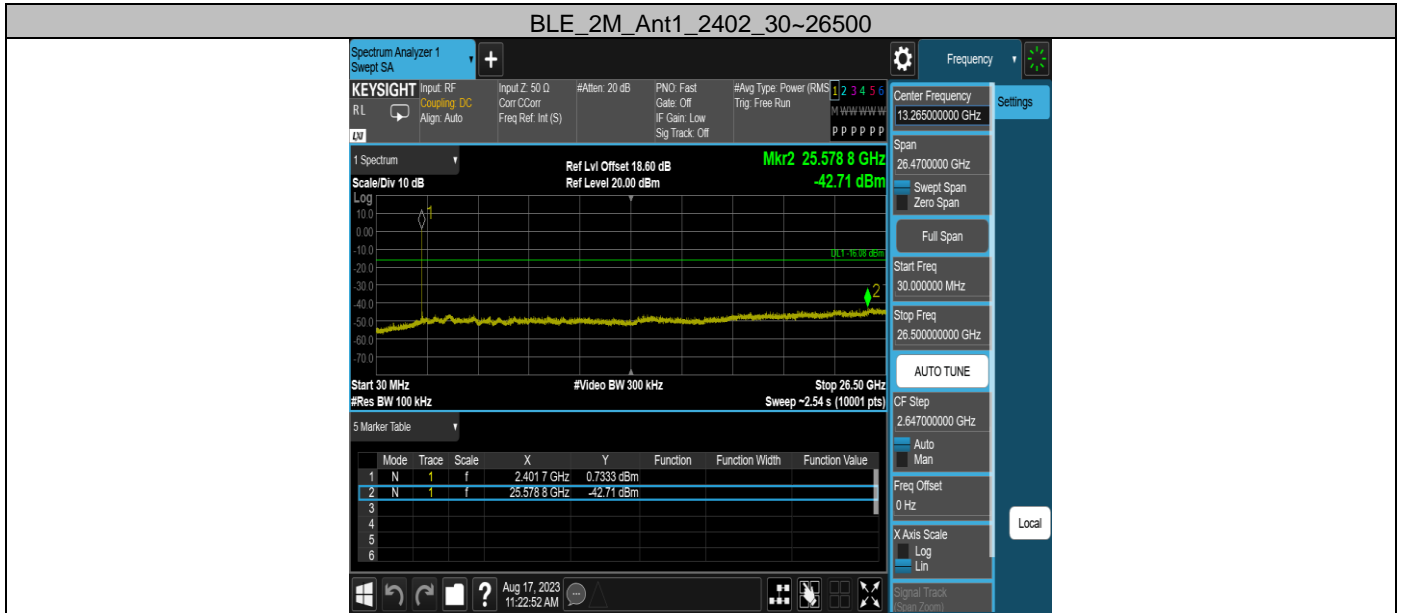 BLE_2M_Ant1_2402_30~26500
Spectrum Analyzer 1
Swept SA
Frequency
KEYSIGHT
RL
LXI
Input: RF
Coupling: DC
Align: Auto
Input Z: 50 Ω
Corr CCorr
Freq Ref: Int (S)
#Atten: 20 dB
PNO: Fast
Gate: Off
IF Gain: Low
Sig Track: Off
#Avg Type: Power (RMS
Trig: Free Run
1 2 3 4 5 6
M W W W W W
P P P P P P
1 Spectrum
Scale/Div 10 dB
Ref Lvl Offset 18.60 dB
Ref Level 20.00 dBm
Mkr2 25.578 8 GHz
-42.71 dBm
Log
10.0
0.00
-10.0
-20.0
-30.0
-40.0
-50.0
-60.0
-70.0
1
UL1 -16.08 dBm
2
Start 30 MHz
#Res BW 100 kHz
#Video BW 300 kHz
Stop 26.50 GHz
Sweep ~2.54 s (10001 pts)
5 Marker Table
Mode Trace Scale X Y Function Function Width Function Value
1 N 1 f 2.401 7 GHz 0.7333 dBm
2 N 1 f 25.578 8 GHz -42.71 dBm
3
4
5
6
Aug 17, 2023
11:22:52 AM
Center Frequency
13.265000000 GHz
Settings
Span
26.4700000 GHz
Swept Span
Zero Span
Full Span
Start Freq
30.000000 MHz
Stop Freq
26.500000000 GHz
AUTO TUNE
CF Step
2.647000000 GHz
Auto
Man
Freq Offset
0 Hz
Local
X Axis Scale
Log
Lin
Signal Track
(Span Zoom)